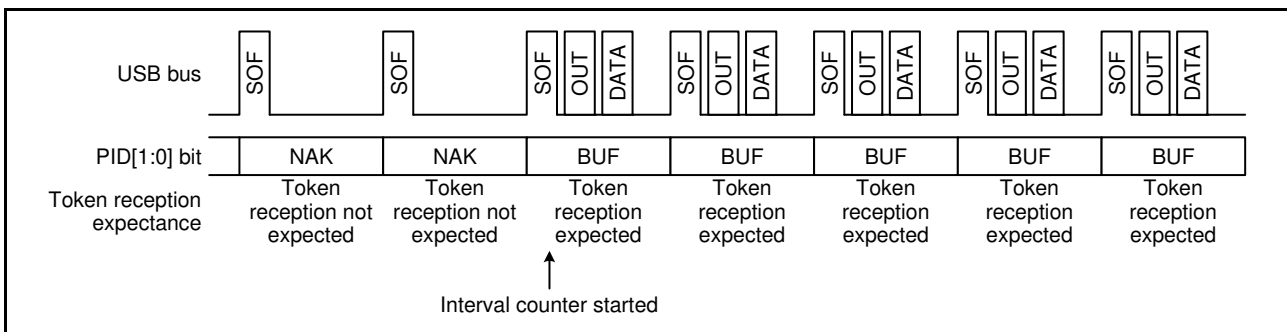 USB bus
SOF
SOF
SOF OUT DATA
SOF OUT DATA
SOF OUT DATA
SOF OUT DATA
SOF OUT DATA
PID[1:0] bit
NAK
NAK
BUF
BUF
BUF
BUF
BUF
Token reception
expectance
Token
reception not
expected
Token
reception not
expected
Token
reception
expected
Token
reception
expected
Token
reception
expected
Token
reception
expected
Token
reception
expected
Interval counter started